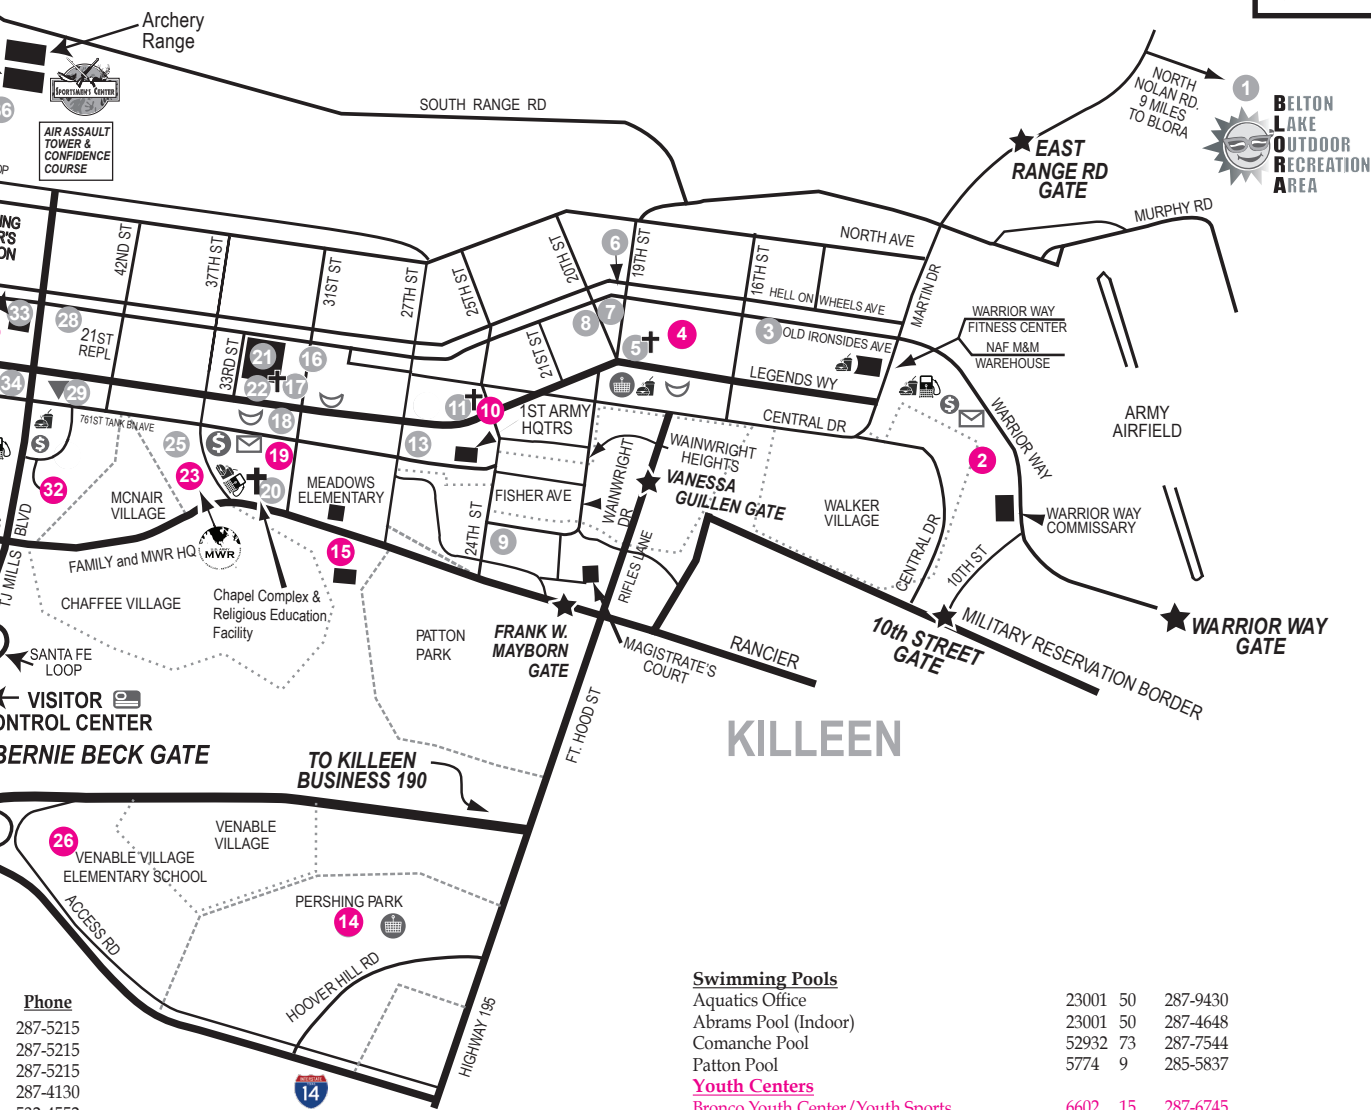 Archery
Range
SPORTSMEN'S CENTER
AIR ASSAULT
TOWER &
CONFIDENCE
COURSE
SOUTH RANGE RD
NORTH
NOLAN RD.
9 MILES
TO BLORA
1
BELTON
LAKE
OUTDOOR
RECREATION
AREA
EAST
RANGE RD
GATE
MURPHY RD
NORTH AVE
42ND ST
37TH ST
31ST ST
27TH ST
25TH ST
20TH ST
6
19TH ST
16TH ST
MARTIN DR
HELL ON WHEELS AVE
OLD IRONSIDES AVE
WARRIOR WAY
FITNESS CENTER
NAF M&M
WAREHOUSE
33
28
21ST
REPL
33RD ST
21
16
22
17
8
7
5
4
3
21ST ST
LEGENDS WY
34
29
761ST TANK BN AVE
18
11
10
1ST ARMY
HQTRS
CENTRAL DR
WARRIOR WAY
ARMY
AIRFIELD
25
$
19
13
$
$
2
WAINWRIGHT
HEIGHTS
WAINWRIGHT
DR
VANESSA
GUILLEN GATE
32
23
20
MCNAIR
VILLAGE
MEADOWS
ELEMENTARY
FISHER AVE
WALKER
VILLAGE
WARRIOR WAY
COMMISSARY
TJ MILLS BLVD
FAMILY and MWR HQ
MWR
15
24TH ST
9
RIFLES LANE
CENTRAL DR
10TH ST
CHAFFEE VILLAGE
Chapel Complex &
Religious Education
Facility
PATTON
PARK
FRANK W.
MAYBORN
GATE
MAGISTRATE'S
COURT
RANCIER
10th STREET
GATE
MILITARY RESERVATION BORDER
WARRIOR WAY
GATE
SANTA FE
LOOP
VISITOR
CONTROL CENTER
BERNIE BECK GATE
TO KILLEEN
BUSINESS 190
FT. HOOD ST
KILLEEN
26
VENABLE VILLAGE
ELEMENTARY SCHOOL
VENABLE
VILLAGE
PERSHING PARK
14
ACCESS RD
HOOVER HILL RD
HIGHWAY 195
INTERSTATE
14
Phone
287-5215
287-5215
287-5215
287-4130
532-4552
Swimming Pools
Aquatics Office 23001 50 287-9430
Abrams Pool (Indoor) 23001 50 287-4648
Comanche Pool 52932 73 287-7544
Patton Pool 5774 9 285-5837
Youth Centers
Bronco Youth Center/Youth Sports 6602 15 287-6745